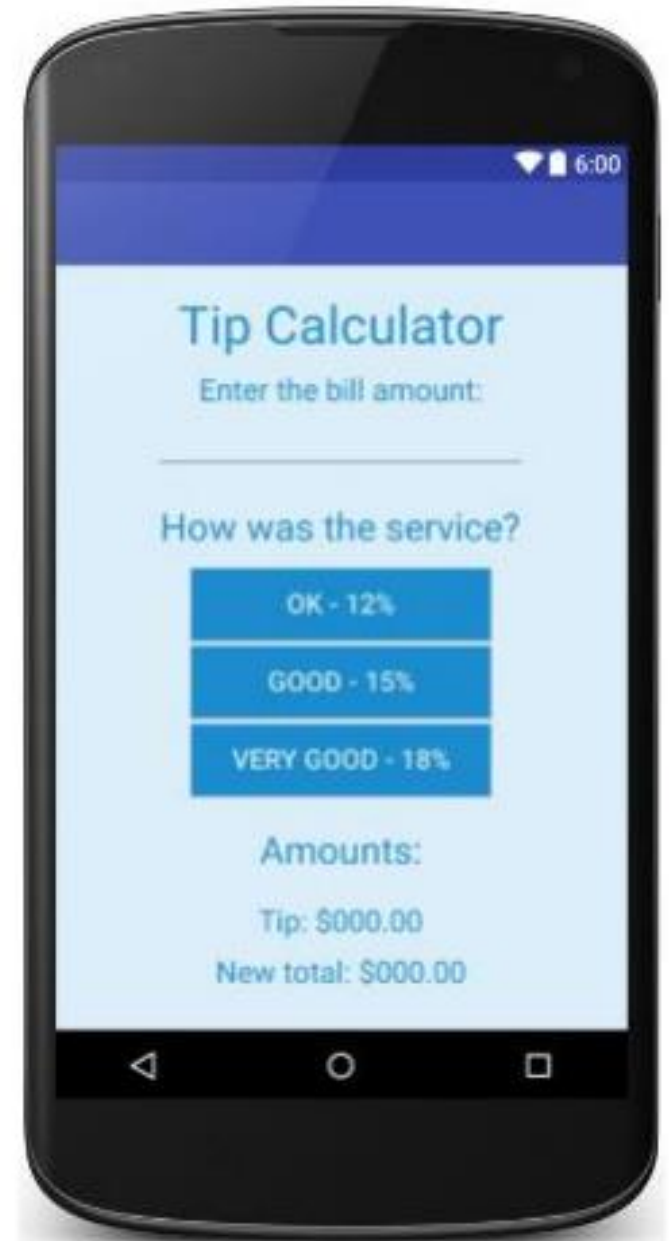 6:00
Tip Calculator
Enter the bill amount:
How was the service?
OK - 12%
GOOD - 15%
VERY GOOD - 18%
Amounts:
Tip: $000.00
New total: $000.00